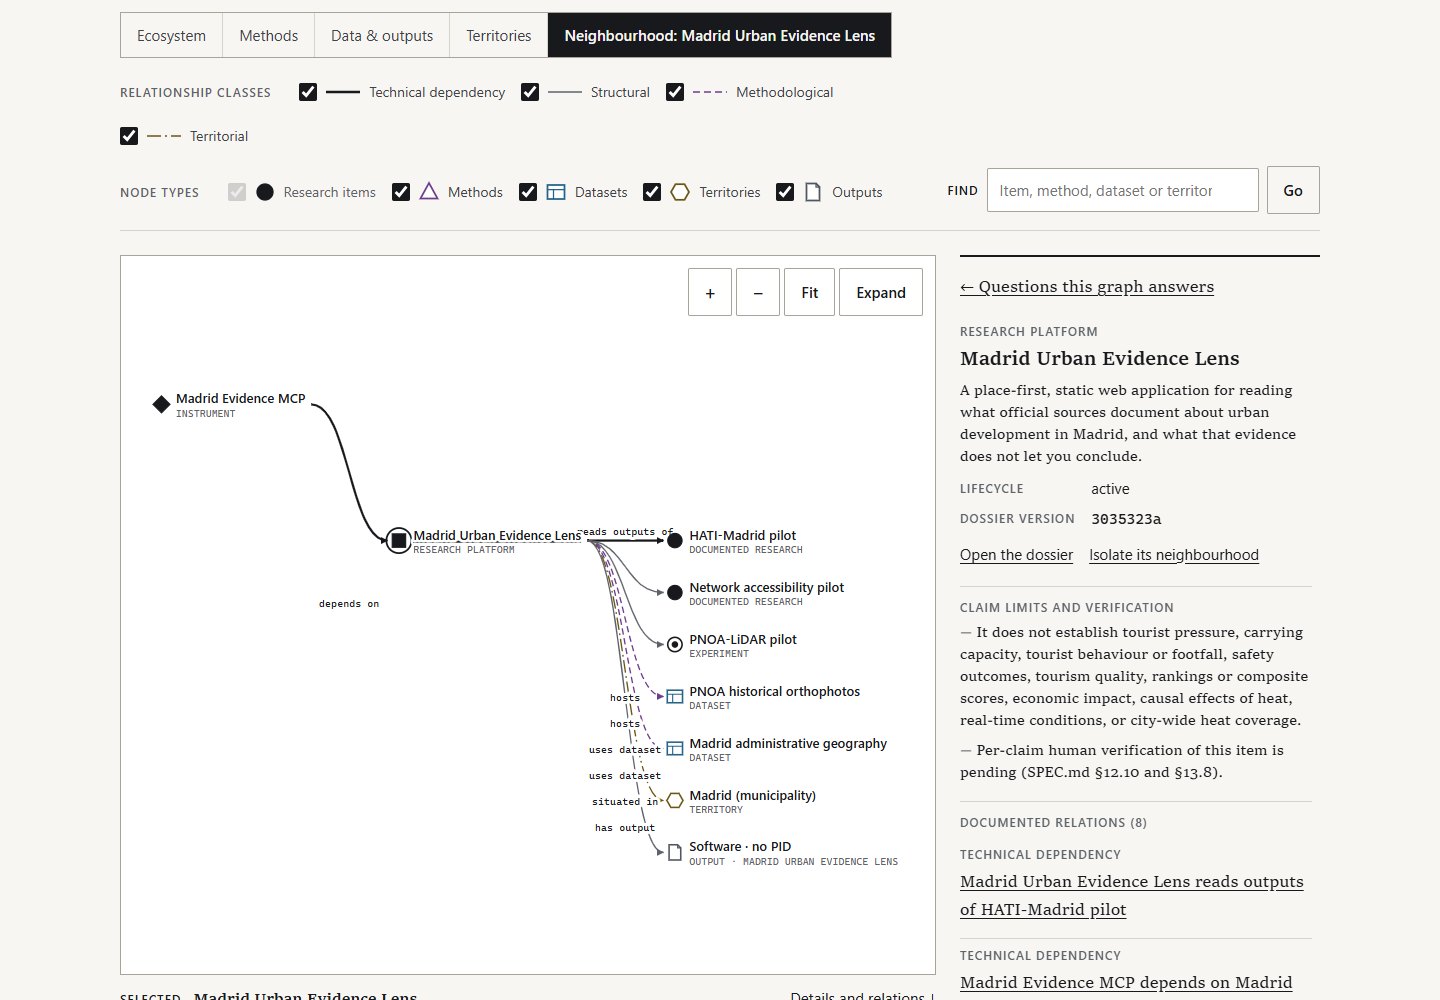 Ecosystem Methods Data & outputs Territories Neighbourhood: Madrid Urban Evidence Lens
RELATIONSHIP CLASSES Technical dependency Structural Methodological
Territorial
NODE TYPES Research items Methods Datasets Territories Outputs FIND Item, method, dataset or territor Go
+ − Fit Expand
Madrid Evidence MCP
INSTRUMENT
Madrid Urban Evidence Lens
RESEARCH PLATFORM
depends on
reads outputs of
HATI-Madrid pilot
DOCUMENTED RESEARCH
Network accessibility pilot
DOCUMENTED RESEARCH
PNOA-LiDAR pilot
EXPERIMENT
PNOA historical orthophotos
DATASET
hosts
hosts
Madrid administrative geography
DATASET
uses dataset
uses dataset
Madrid (municipality)
TERRITORY
situated in
has output
Software · no PID
OUTPUT · MADRID URBAN EVIDENCE LENS
SELECTED Madrid Urban Evidence Lens Details and relations ↓
← Questions this graph answers
RESEARCH PLATFORM
Madrid Urban Evidence Lens
A place-first, static web application for reading
what official sources document about urban
development in Madrid, and what that evidence
does not let you conclude.
LIFECYCLE active
DOSSIER VERSION 3035323a
Open the dossier Isolate its neighbourhood
CLAIM LIMITS AND VERIFICATION
— It does not establish tourist pressure, carrying
capacity, tourist behaviour or footfall, safety
outcomes, tourism quality, rankings or composite
scores, economic impact, causal effects of heat,
real-time conditions, or city-wide heat coverage.
— Per-claim human verification of this item is
pending (SPEC.md §12.10 and §13.8).
DOCUMENTED RELATIONS (8)
TECHNICAL DEPENDENCY
Madrid Urban Evidence Lens reads outputs
of HATI-Madrid pilot
TECHNICAL DEPENDENCY
Madrid Evidence MCP depends on Madrid